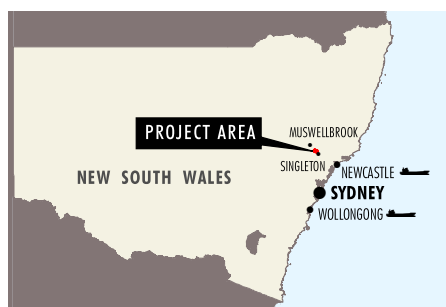 PROJECT AREA
MUSWELLBROOK
SINGLETON
NEWCASTLE
NEW SOUTH WALES
SYDNEY
WOLLONGONG